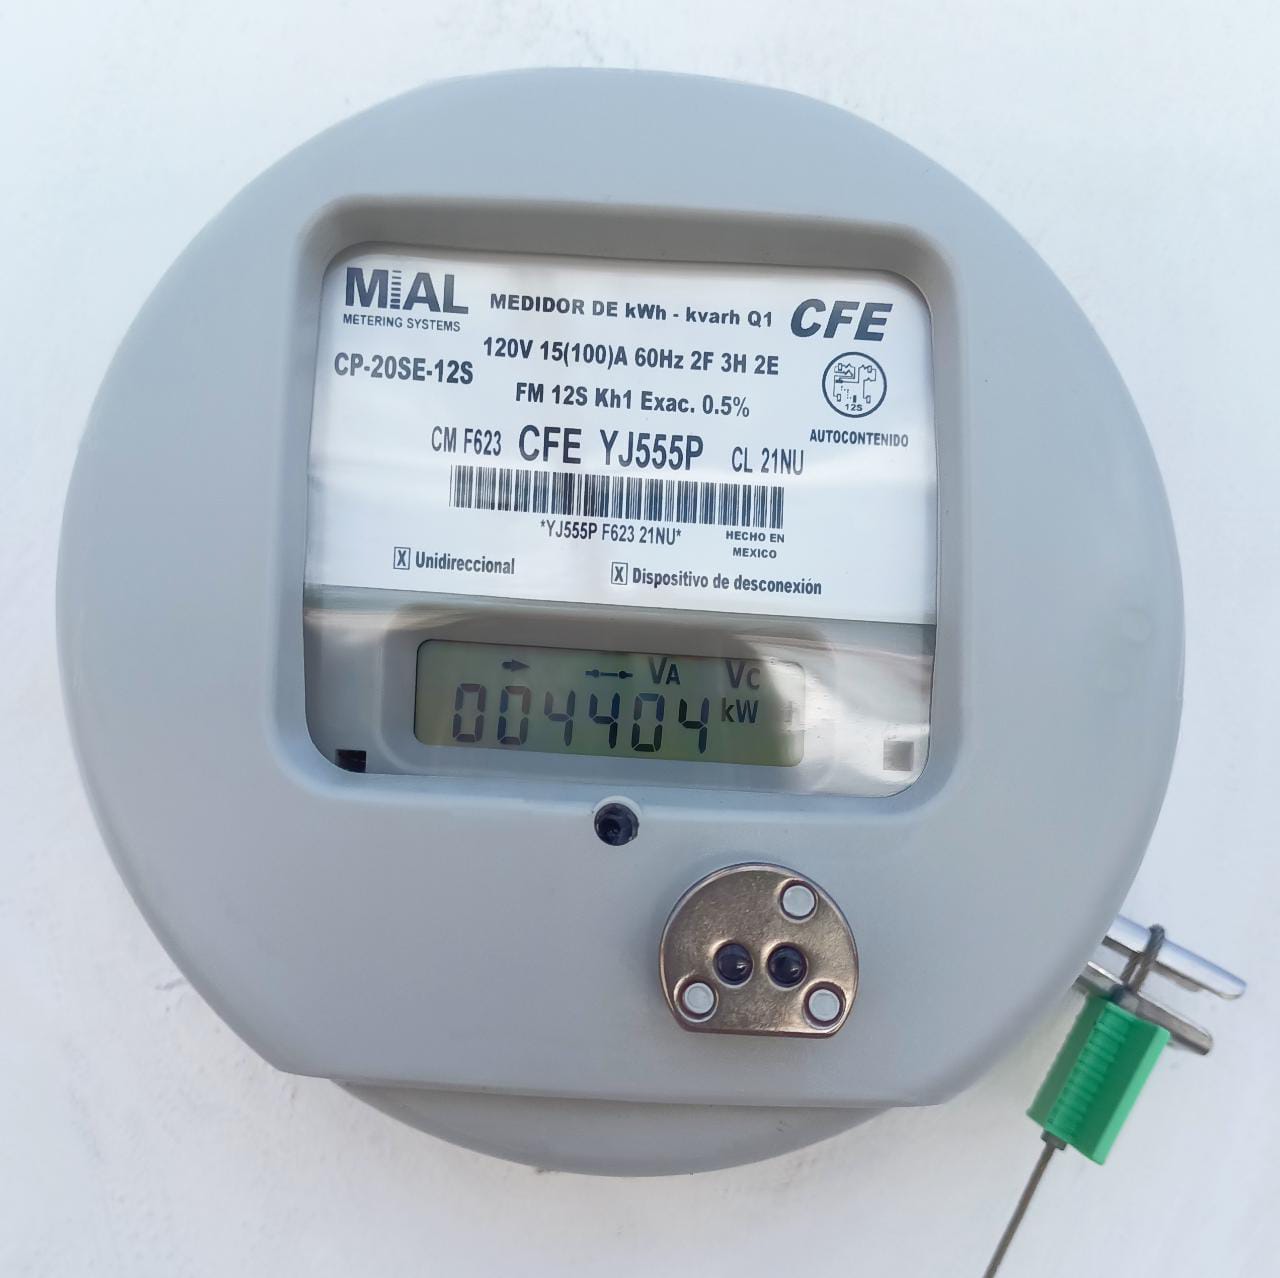 MIAL
METERING SYSTEMS
MEDIDOR DE kWh - kvarh Q1
CFE
120V 15(100)A 60Hz 2F 3H 2E
CP-20SE-12S
FM 12S Kh1 Exac. 0.5%
12S
AUTOCONTENIDO
CM F623 CFE YJ555P CL 21NU
*YJ555P F623 21NU*
HECHO EN
MEXICO
X Unidireccional
X Dispositivo de desconexión
VA VC
004404 kW